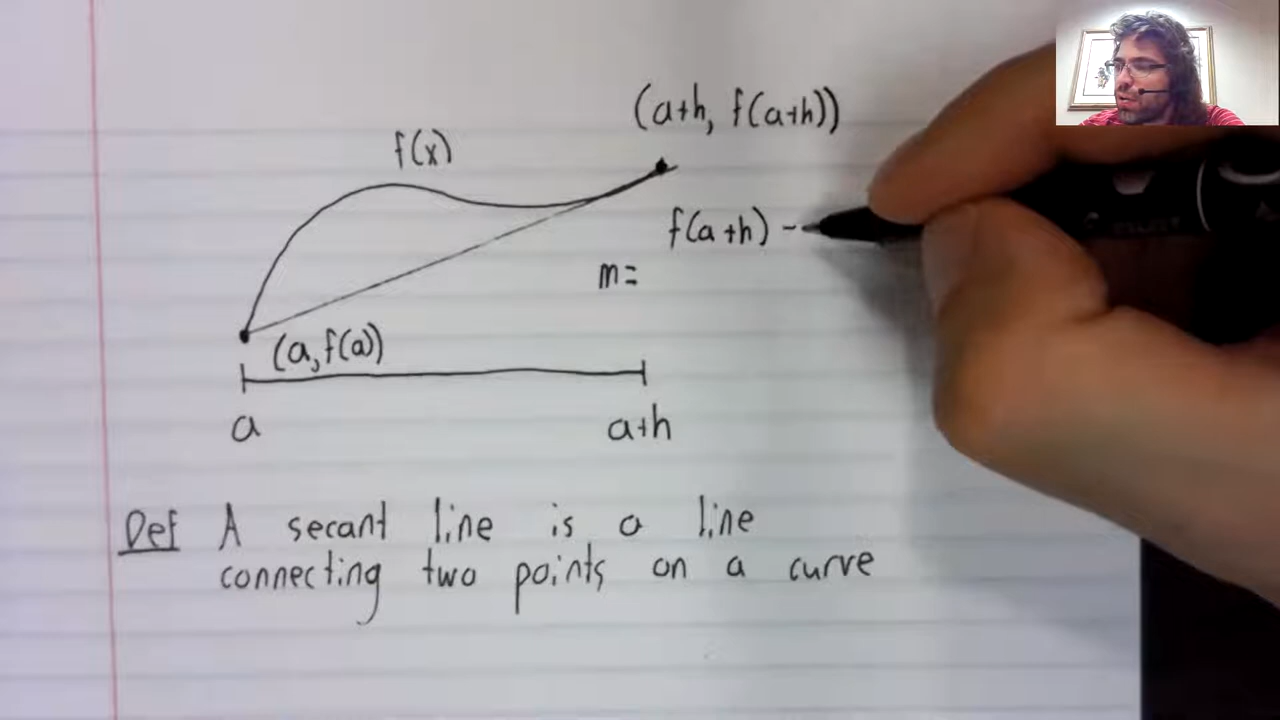 (a+h, f(a+h))
f(x)
f(a+h) -
m=
(a, f(a))
a
a+h
Def A secant line is a line
connecting two points on a curve